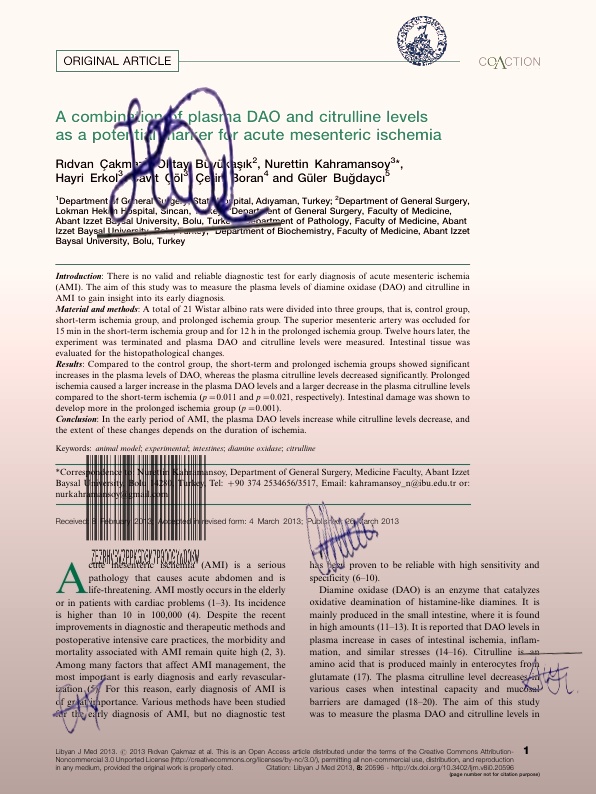 ORIGINAL ARTICLE
COACTION
A combination of plasma DAO and citrulline levels
as a potential marker for acute mesenteric ischemia
Rıdvan Çakmaz Oktay Büyükaşık², Nurettin Kahramansoy³*,
Hayri Erkol³, Cavit Çöl³, Boran⁴ and Güler Buğdaycı⁵
¹Department of General Surgery, State Hospital, Adıyaman, Turkey; ²Department of General Surgery,
Lokman Hekim Hospital, Sincan, Turkey; Department of General Surgery, Faculty of Medicine,
Abant Izzet Baysal University, Bolu, Turkey; Department of Pathology, Faculty of Medicine, Abant
Izzet Baysal University, Bolu, Turkey; Department of Biochemistry, Faculty of Medicine, Abant Izzet
Baysal University, Bolu, Turkey
Introduction: There is no valid and reliable diagnostic test for early diagnosis of acute mesenteric ischemia
(AMI). The aim of this study was to measure the plasma levels of diamine oxidase (DAO) and citrulline in
AMI to gain insight into its early diagnosis.
Material and methods: A total of 21 Wistar albino rats were divided into three groups, that is, control group,
short-term ischemia group, and prolonged ischemia group. The superior mesenteric artery was occluded for
15 min in the short-term ischemia group and for 12 h in the prolonged ischemia group. Twelve hours later, the
experiment was terminated and plasma DAO and citrulline levels were measured. Intestinal tissue was
evaluated for the histopathological changes.
Results: Compared to the control group, the short-term and prolonged ischemia groups showed significant
increases in the plasma levels of DAO, whereas the plasma citrulline levels decreased significantly. Prolonged
ischemia caused a larger increase in the plasma DAO levels and a larger decrease in the plasma citrulline levels
compared to the short-term ischemia (p =0.011 and p =0.021, respectively). Intestinal damage was shown to
develop more in the prolonged ischemia group (p =0.001).
Conclusion: In the early period of AMI, the plasma DAO levels increase while citrulline levels decrease, and
the extent of these changes depends on the duration of ischemia.
Keywords: animal model; experimental; intestines; diamine oxidase; citrulline
*Correspondence to: Nurettin Kahramansoy, Department of General Surgery, Medicine Faculty, Abant Izzet
Baysal University, Bolu 14280, Turkey, Tel: +90 374 2534656/3517, Email: kahramansoy_n@ibu.edu.tr or:
nurkahramansoy@gmail.com
Received: 8 February 2013; Accepted in revised form: 4 March 2013; Published: 26 March 2013
Acute mesenteric ischemia (AMI) is a serious
pathology that causes acute abdomen and is
life-threatening. AMI mostly occurs in the elderly
or in patients with cardiac problems (1–3). Its incidence
is higher than 10 in 100,000 (4). Despite the recent
improvements in diagnostic and therapeutic methods and
postoperative intensive care practices, the morbidity and
mortality associated with AMI remain quite high (2, 3).
Among many factors that affect AMI management, the
most important is early diagnosis and early revascular-
ization (5). For this reason, early diagnosis of AMI is
of great importance. Various methods have been studied
for the early diagnosis of AMI, but no diagnostic test
has been proven to be reliable with high sensitivity and
specificity (6–10).
Diamine oxidase (DAO) is an enzyme that catalyzes
oxidative deamination of histamine-like diamines. It is
mainly produced in the small intestine, where it is found
in high amounts (11–13). It is reported that DAO levels in
plasma increase in cases of intestinal ischemia, inflam-
mation, and similar stresses (14–16). Citrulline is an
amino acid that is produced mainly in enterocytes from
glutamate (17). The plasma citrulline level decreases in
various cases when intestinal capacity and mucosal
barriers are damaged (18–20). The aim of this study
was to measure the plasma DAO and citrulline levels in
Libyan J Med 2013. © 2013 Rıdvan Çakmaz et al. This is an Open Access article distributed under the terms of the Creative Commons Attribution-
Noncommercial 3.0 Unported License (http://creativecommons.org/licenses/by-nc/3.0/), permitting all non-commercial use, distribution, and reproduction
in any medium, provided the original work is properly cited. Citation: Libyan J Med 2013, 8: 20596 - http://dx.doi.org/10.3402/ljm.v8i0.20596
1
(page number not for citation purpose)